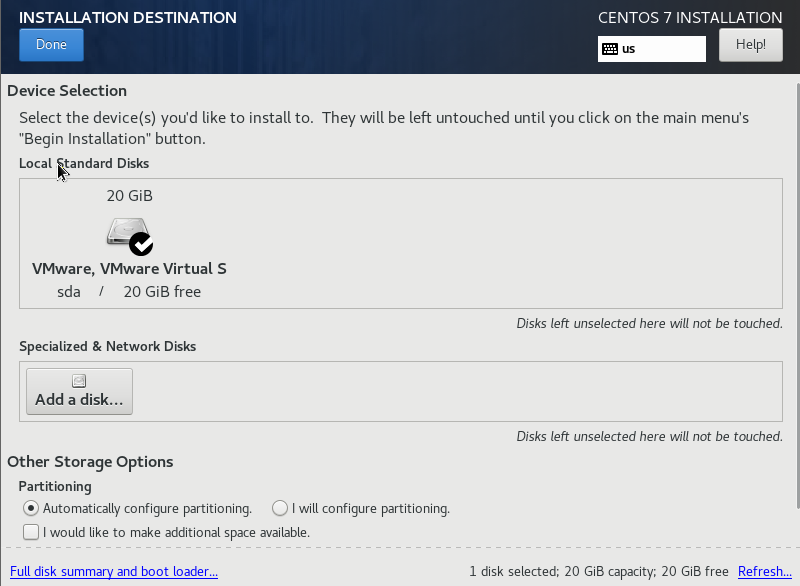 INSTALLATION DESTINATION
CENTOS 7 INSTALLATION
Done
us
Help!
Device Selection
Select the device(s) you'd like to install to.  They will be left untouched until you click on the main menu's
"Begin Installation" button.
Local Standard Disks
20 GiB
VMware, VMware Virtual S
sda / 20 GiB free
Disks left unselected here will not be touched.
Specialized & Network Disks
Add a disk...
Disks left unselected here will not be touched.
Other Storage Options
Partitioning
Automatically configure partitioning. I will configure partitioning.
I would like to make additional space available.
Full disk summary and boot loader... 1 disk selected; 20 GiB capacity; 20 GiB free Refresh...